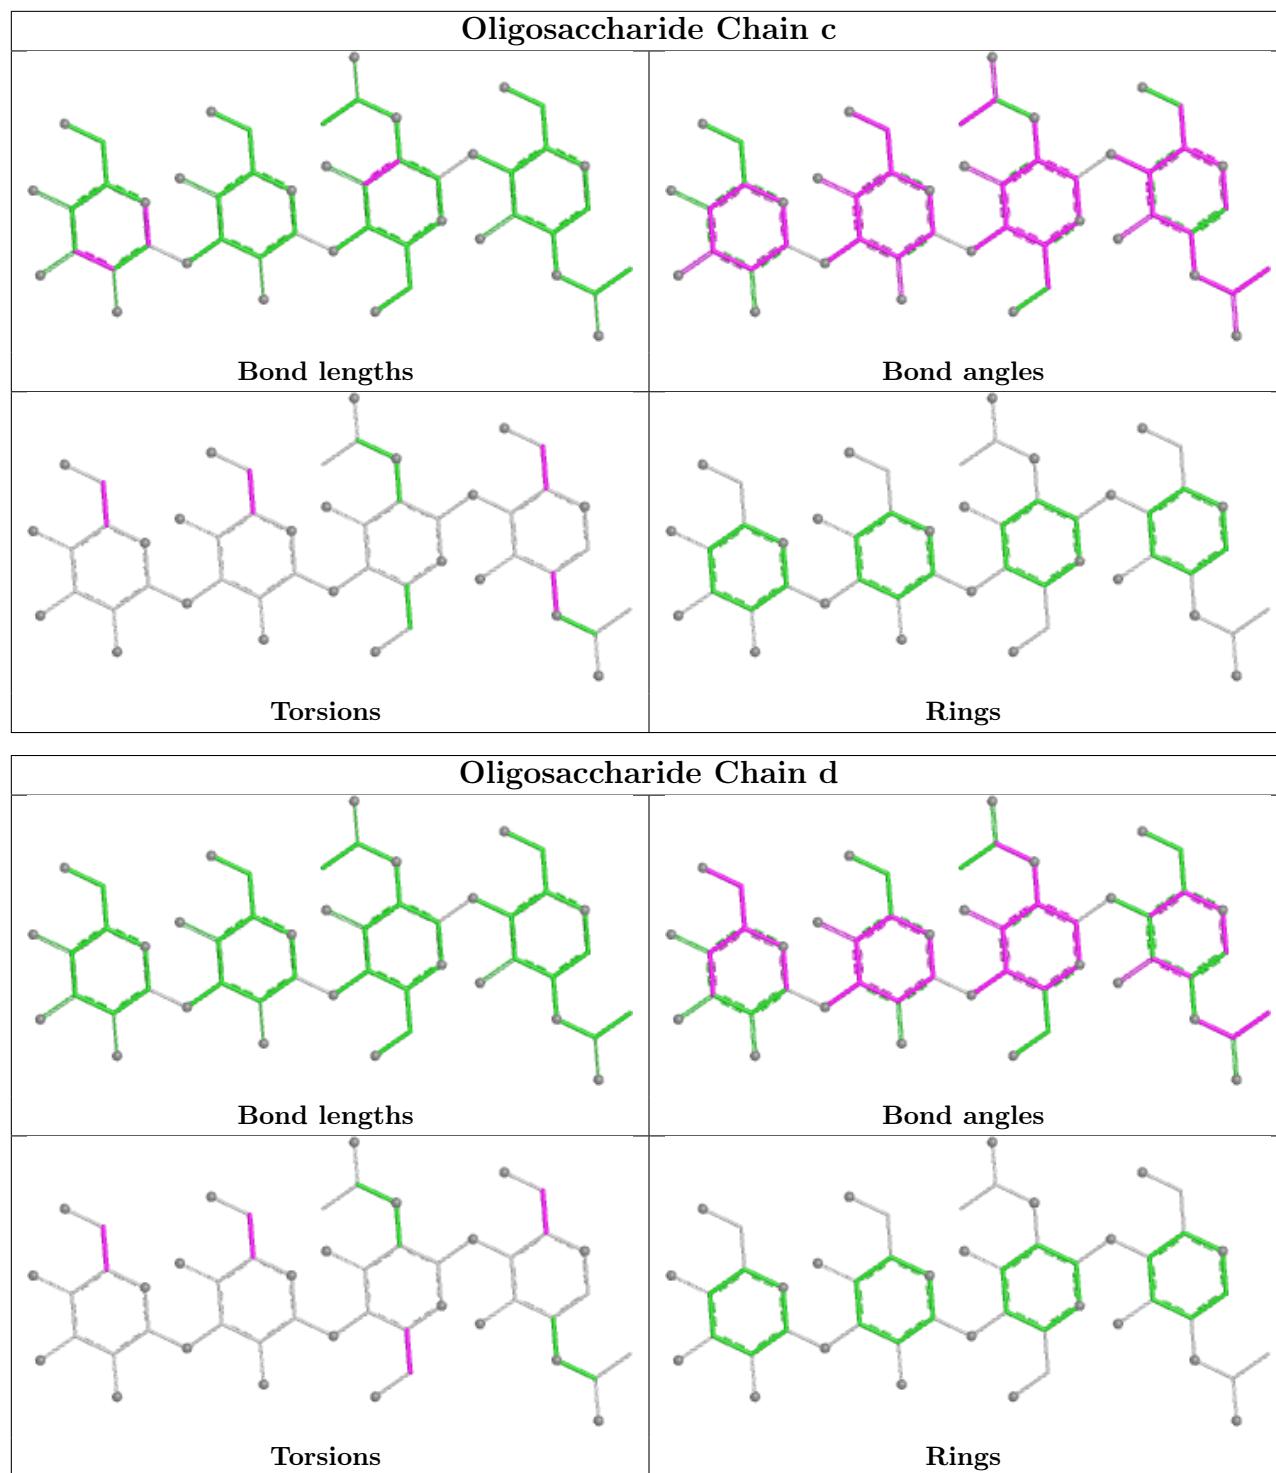 Oligosaccharide Chain c
Bond lengths
Bond angles
Torsions
Rings
Oligosaccharide Chain d
Bond lengths
Bond angles
Torsions
Rings